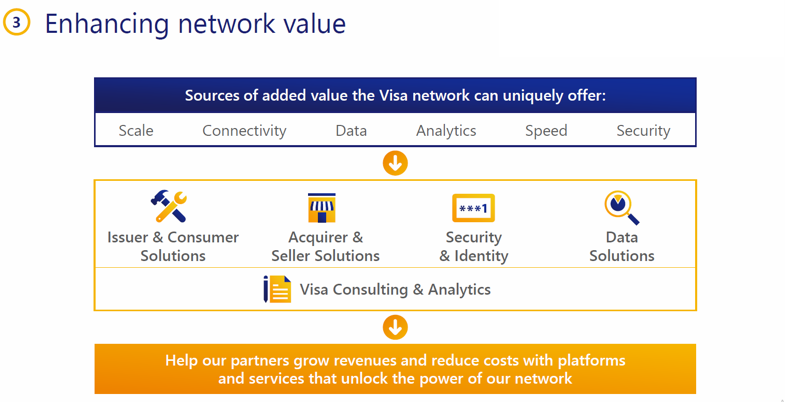 3 Enhancing network value
Sources of added value the Visa network can uniquely offer:
Scale Connectivity Data Analytics Speed Security
***1
Issuer & Consumer
Solutions
Acquirer &
Seller Solutions
Security
& Identity
Data
Solutions
Visa Consulting & Analytics
Help our partners grow revenues and reduce costs with platforms
and services that unlock the power of our network